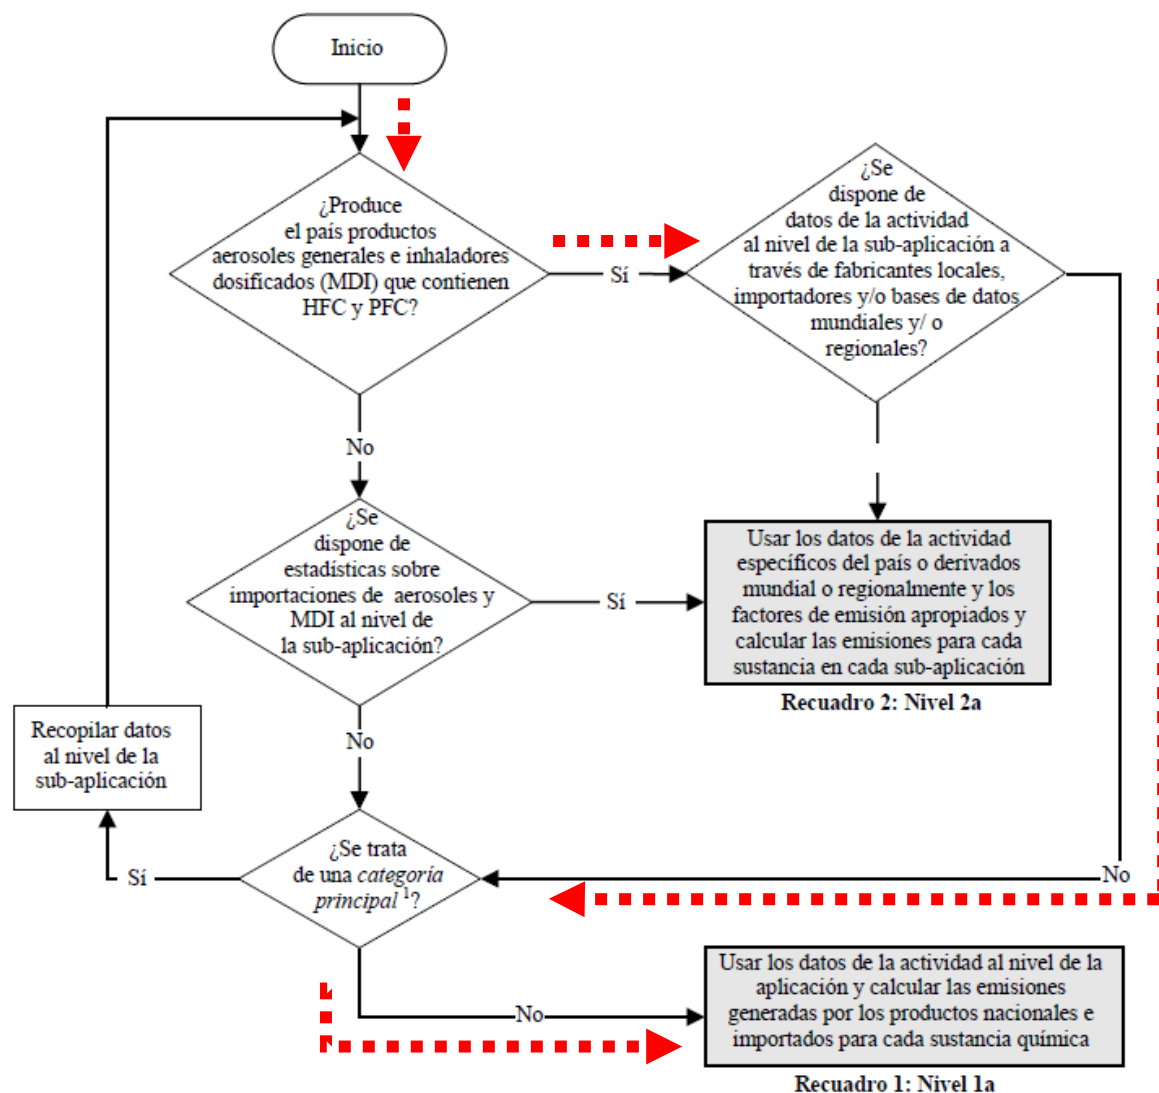 Inicio
¿Produce
el país productos
aerosoles generales e inhaladores
dosificados (MDI) que contienen
HFC y PFC?
Sí
¿Se
dispone de
datos de la actividad
al nivel de la sub-aplicación a
través de fabricantes locales,
importadores y/o bases de datos
mundiales y/ o
regionales?
No
¿Se
dispone de
estadísticas sobre
importaciones de aerosoles y
MDI al nivel de
la sub-aplicación?
Sí
Usar los datos de la actividad
específicos del país o derivados
mundial o regionalmente y los
factores de emisión apropiados y
calcular las emisiones para cada
sustancia en cada sub-aplicación
Recuadro 2: Nivel 2a
No
Recopilar datos
al nivel de la
sub-aplicación
¿Se trata
de una categoría
principal 1?
Sí
No
No
Usar los datos de la actividad al nivel de la
aplicación y calcular las emisiones
generadas por los productos nacionales e
importados para cada sustancia química
Recuadro 1: Nivel 1a